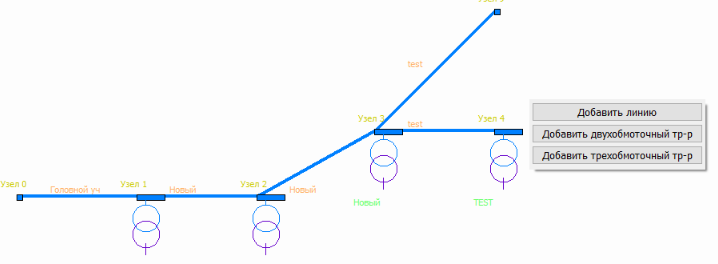 Узел
test
Узел 3
test
Узел 4
Добавить линию
Добавить двухобмоточный тр-р
Добавить трехобмоточный тр-р
Узел 0
Головной уч
Узел 1
Новый
Узел 2
Новый
Новый
TEST